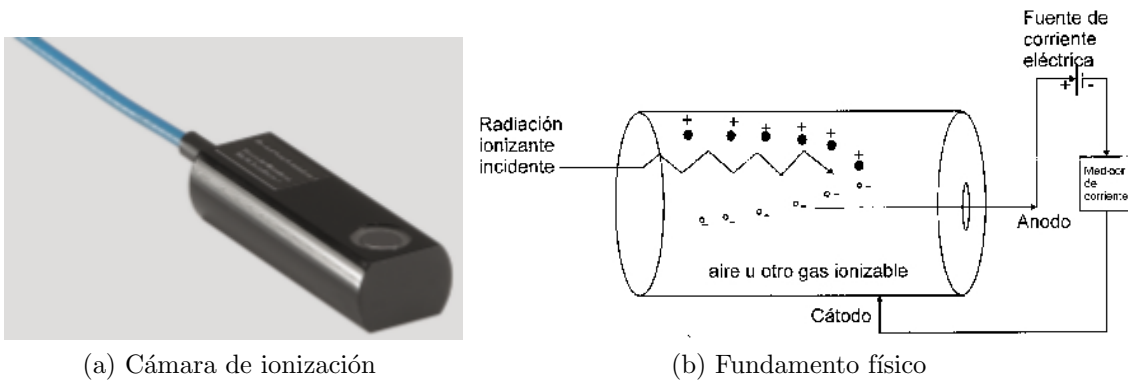 Fuente de
corriente
eléctrica
+ -
Radiación
ionizante
incidente
+ + + + + +
- - - - - -
Medidor
de
corriente
Anodo
aire u otro gas ionizable
Cátodo
(a) Cámara de ionización
(b) Fundamento físico